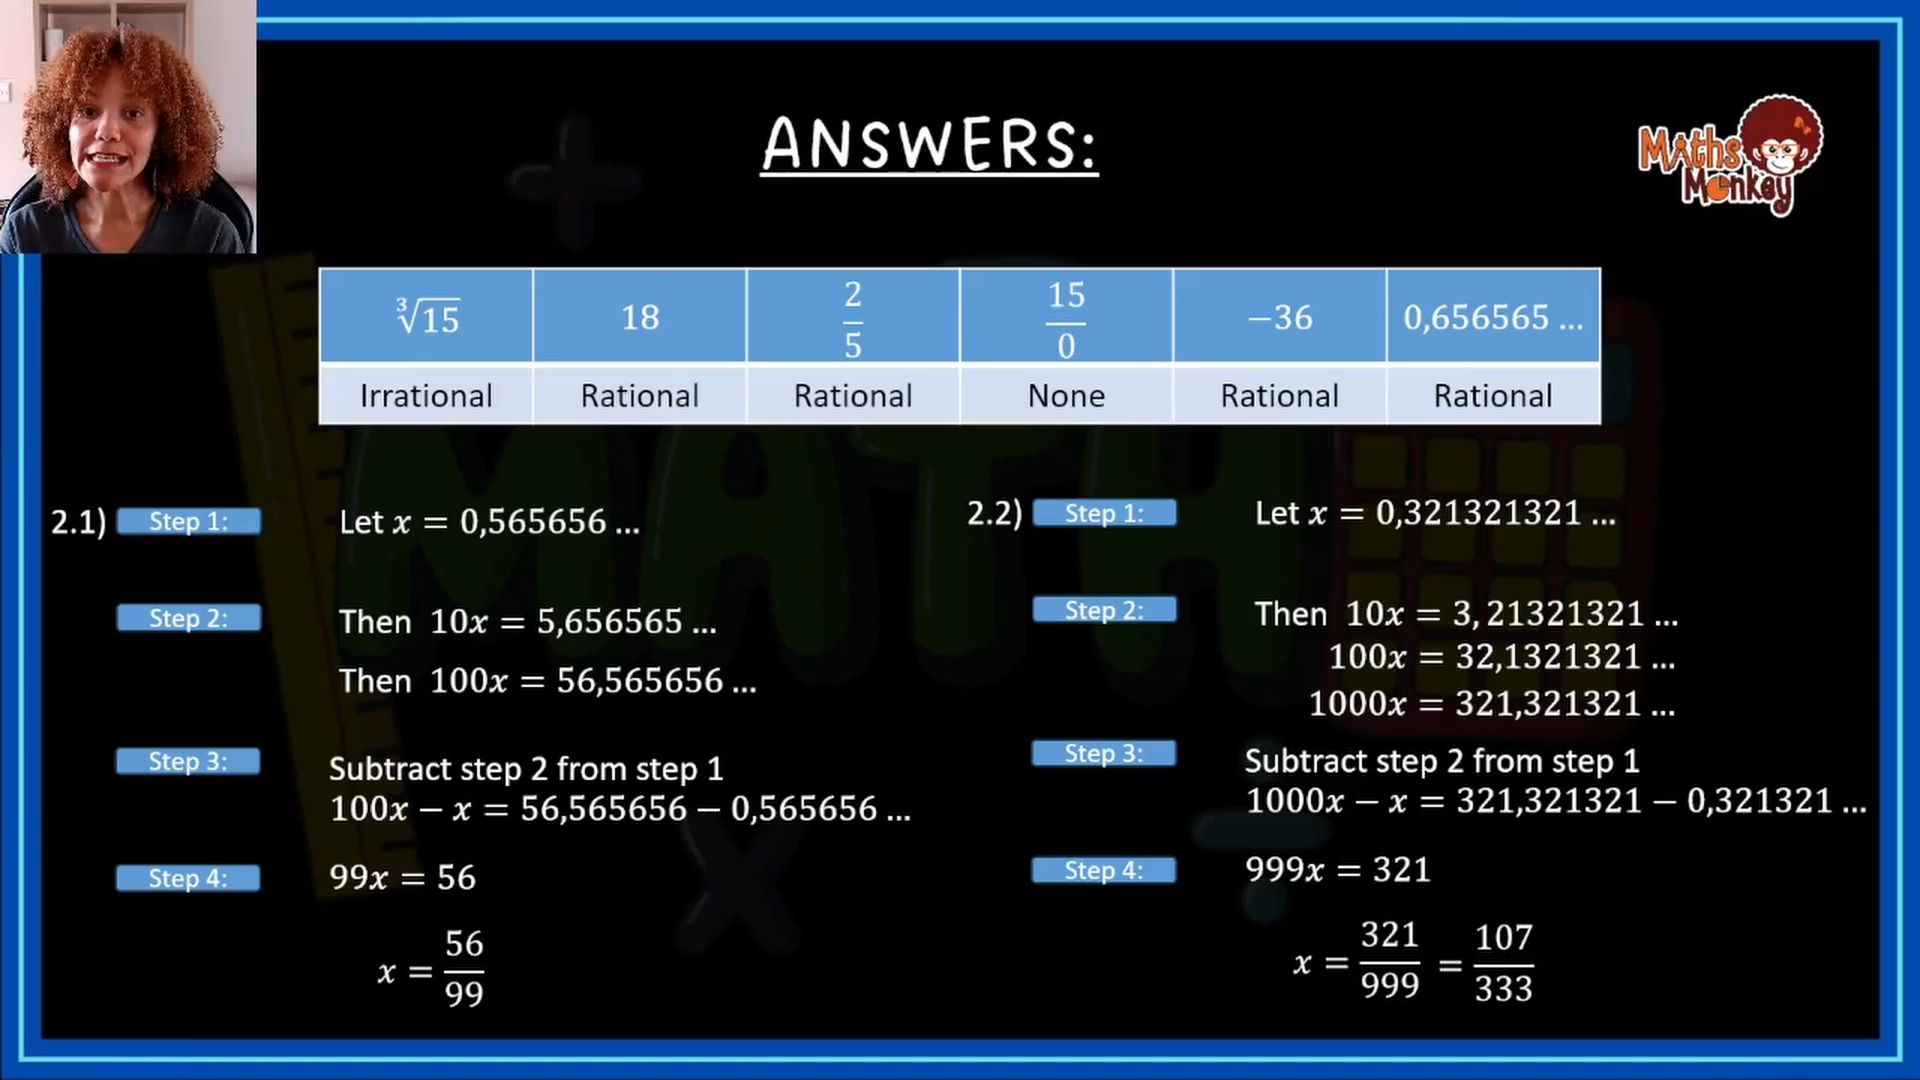 ANSWERS:
Maths
Monkey
∛15 18 2/5 15/0 −36 0,656565 ...
Irrational Rational Rational None Rational Rational
2.1) Step 1: Let x = 0,565656 ...
Step 2: Then 10x = 5,656565 ...
Then 100x = 56,565656 ...
Step 3: Subtract step 2 from step 1
100x − x = 56,565656 − 0,565656 ...
Step 4: 99x = 56
x = 56/99
2.2) Step 1: Let x = 0,321321321 ...
Step 2: Then 10x = 3, 21321321 ...
100x = 32,1321321 ...
1000x = 321,321321 ...
Step 3: Subtract step 2 from step 1
1000x − x = 321,321321 − 0,321321 ...
Step 4: 999x = 321
x = 321/999 = 107/333
MATH